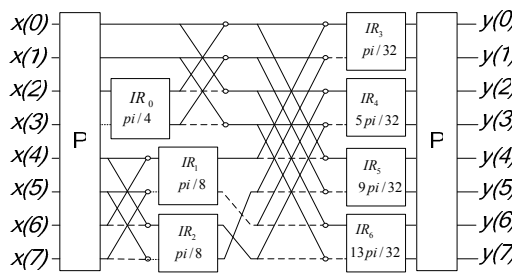 x(0) y(0)
IR3
pi/32
x(1) y(1)
x(2) y(2)
IR0
pi/4
IR4
5pi/32
x(3) y(3)
P P
x(4) y(4)
IR1
pi/8
IR5
9pi/32
x(5) y(5)
x(6) y(6)
IR2
pi/8
IR6
13pi/32
x(7) y(7)